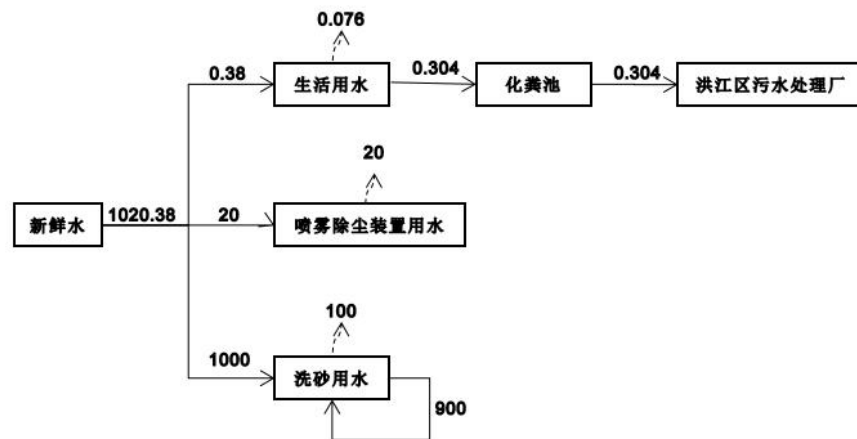 0.076
0.38
生活用水
0.304
化粪池
0.304
洪江区污水处理厂
20
新鲜水
1020.38
20
喷雾除尘装置用水
100
1000
洗砂用水
900